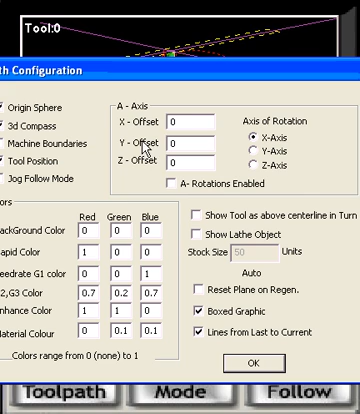 Tool:0
th Configuration
Origin Sphere
3d Compass
Machine Boundaries
Tool Position
Jog Follow Mode
A - Axis
X - Offset 0
Y - Offset 0
Z - Offset 0
Axis of Rotation
X-Axis
Y-Axis
Z-Axis
A- Rotations Enabled
ors
Red Green Blue
ackGround Color 0 0 0
apid Color 1 0 0
eedrate G1 color 0 0 1
2,G3 Color 0.7 0.2 0.7
nhance Color 1 1 0
aterial Colour 0 0.1 0.1
Colors range from 0 (none) to 1
Show Tool as above centerline in Turn
Show Lathe Object
Stock Size 50 Units
Auto
Reset Plane on Regen.
Boxed Graphic
Lines from Last to Current
OK
Toolpath Mode Follow